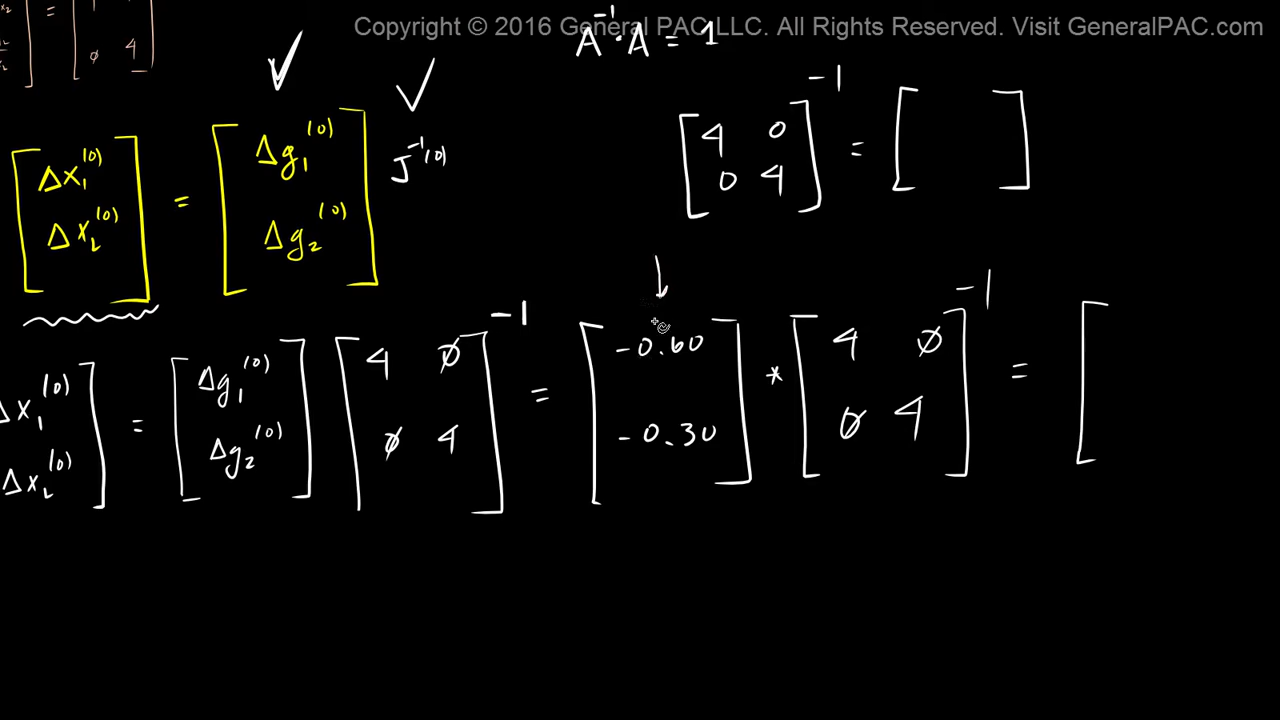 Copyright © 2016 General PAC LLC. All Rights Reserved. Visit GeneralPAC.com
A⁻¹·A = 1
= [ 0 4 ]
[ 4 0 ]⁻¹ = [ ]
[ 0 4 ]
[ Δx₁⁽⁰⁾ ] = [ Δg₁⁽⁰⁾ ] J⁻¹⁽⁰⁾
[ Δx₂⁽⁰⁾ ] [ Δg₂⁽⁰⁾ ]
Δx₁⁽⁰⁾ ] = [ Δg₁⁽⁰⁾ ] [ 4 0 ]⁻¹ = [ -0.60 ] * [ 4 0 ]⁻¹ = [
Δx₂⁽⁰⁾ ] [ Δg₂⁽⁰⁾ ] [ 0 4 ] [ -0.30 ] [ 0 4 ]